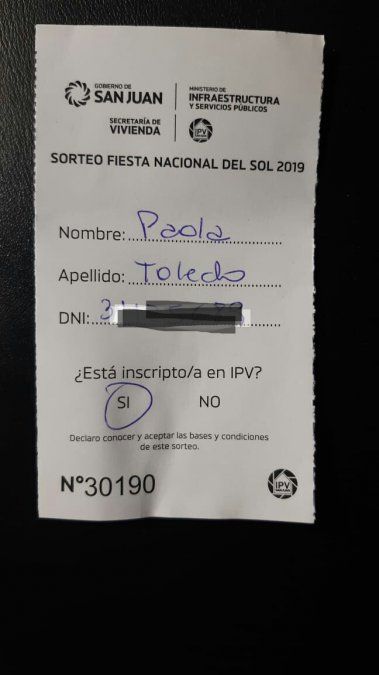 GOBIERNO DE
SAN JUAN
MINISTERIO DE
INFRAESTRUCTURA
Y SERVICIOS PÚBLICOS
SECRETARÍA DE
VIVIENDA
IPV
SORTEO FIESTA NACIONAL DEL SOL 2019
Nombre: Paola
Apellido: Toledo
DNI:
¿Está inscripto/a en IPV?
SI NO
Declaro conocer y aceptar las bases y condiciones
de este sorteo.
N°30190
IPV